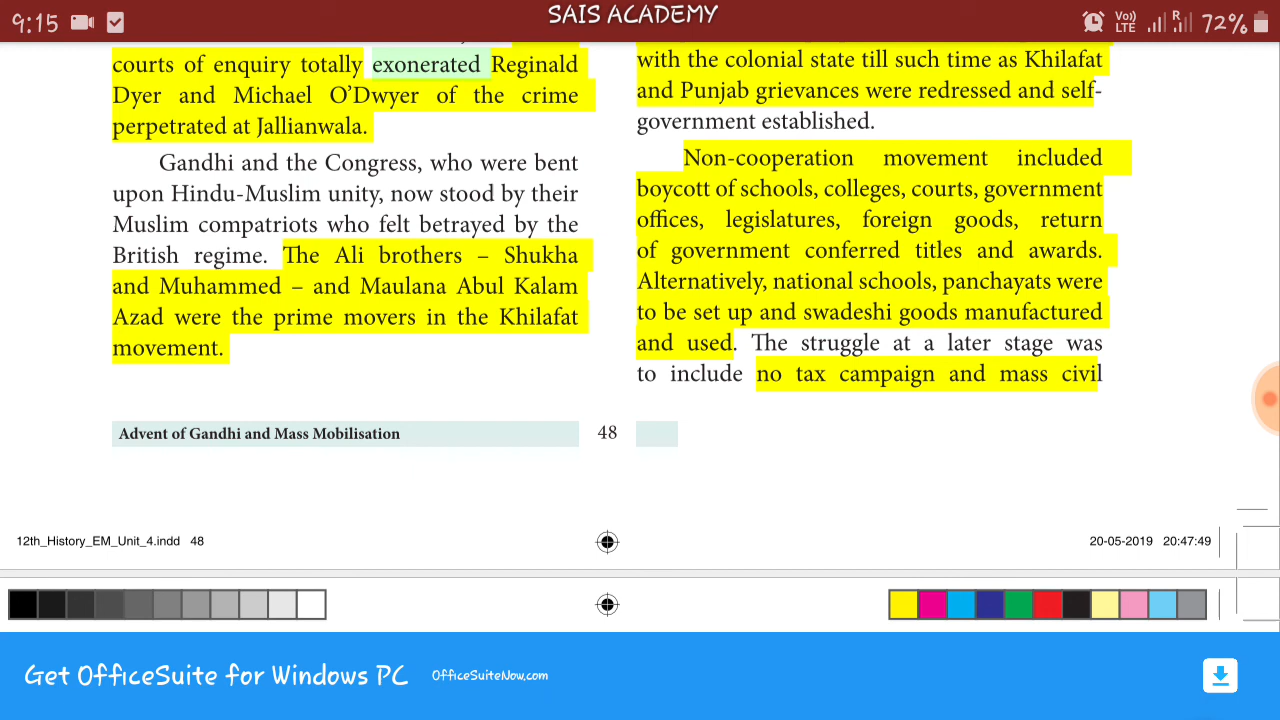 9:15
SAIS ACADEMY
Vo)) LTE R 72%
courts of enquiry totally exonerated Reginald
Dyer and Michael O’Dwyer of the crime
perpetrated at Jallianwala.
Gandhi and the Congress, who were bent
upon Hindu-Muslim unity, now stood by their
Muslim compatriots who felt betrayed by the
British regime. The Ali brothers – Shukha
and Muhammed – and Maulana Abul Kalam
Azad were the prime movers in the Khilafat
movement.
with the colonial state till such time as Khilafat
and Punjab grievances were redressed and self-
government established.
Non-cooperation movement included
boycott of schools, colleges, courts, government
offices, legislatures, foreign goods, return
of government conferred titles and awards.
Alternatively, national schools, panchayats were
to be set up and swadeshi goods manufactured
and used. The struggle at a later stage was
to include no tax campaign and mass civil
Advent of Gandhi and Mass Mobilisation
48
12th_History_EM_Unit_4.indd 48
20-05-2019 20:47:49
Get OfficeSuite for Windows PC
OfficeSuiteNow.com